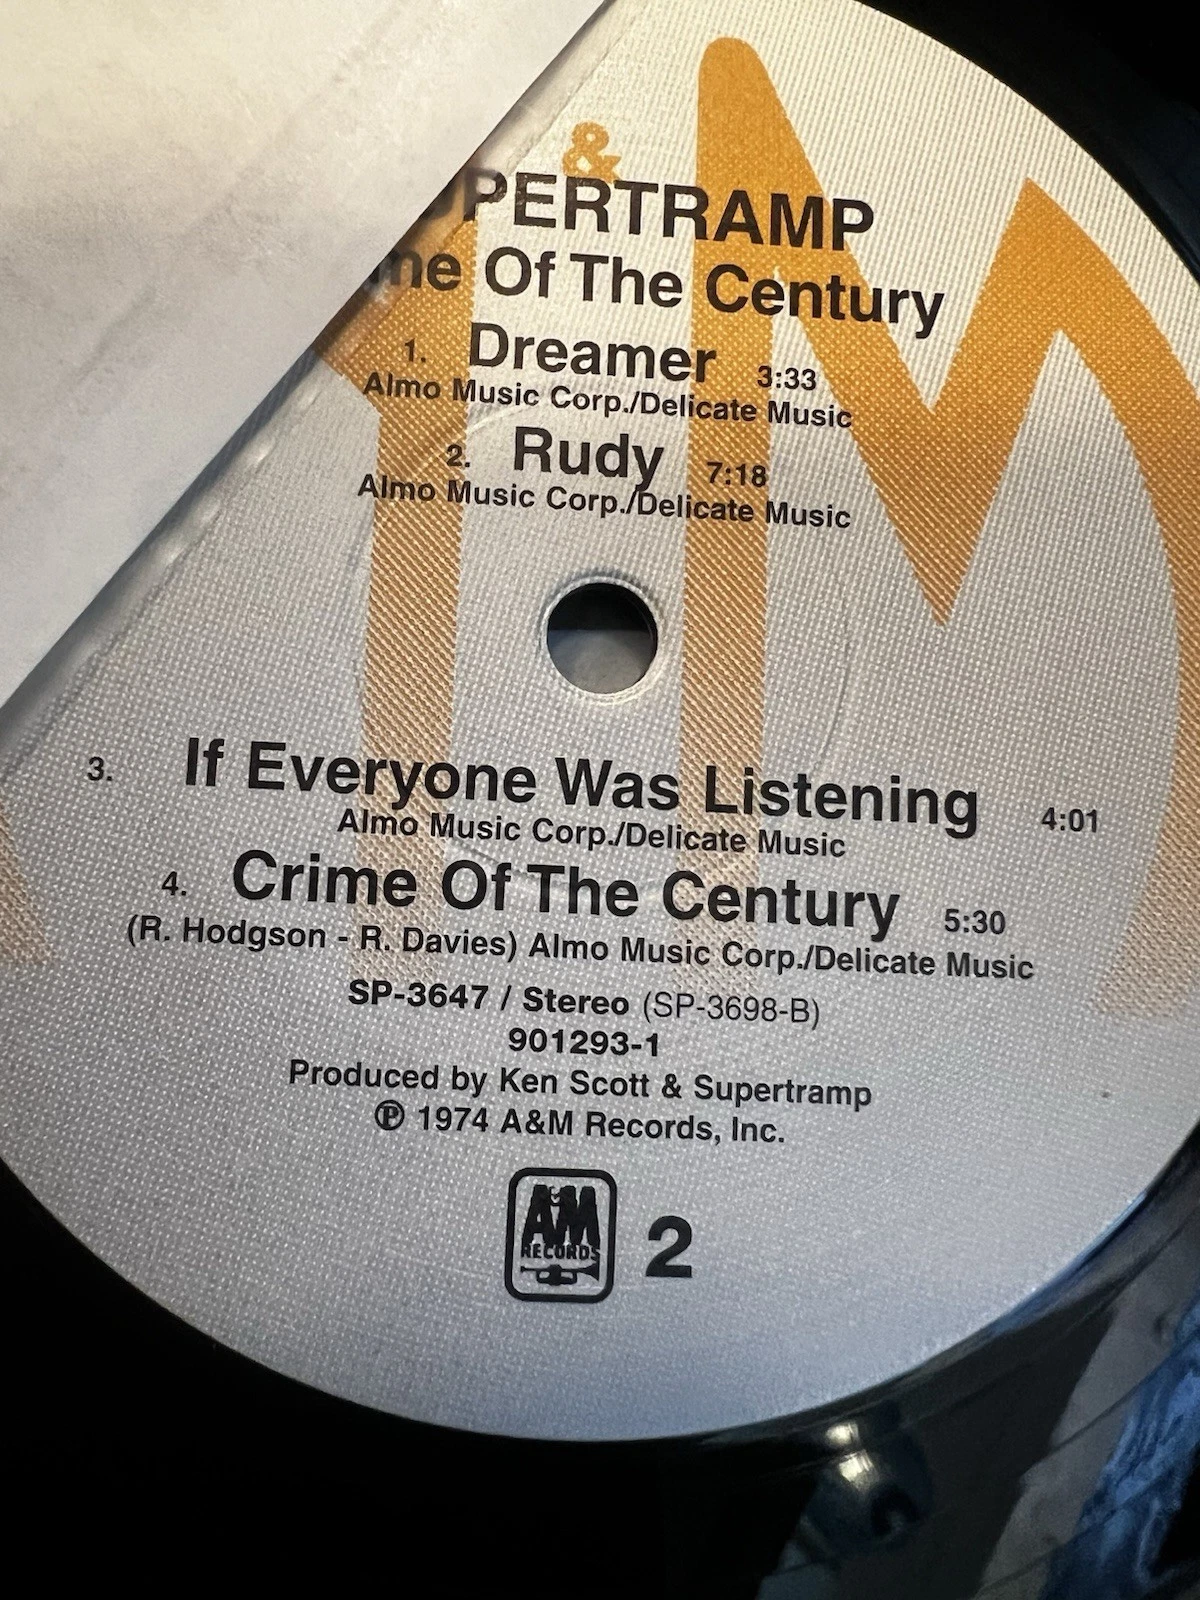 &
PERTRAMP
me Of The Century
1. Dreamer 3:33
Almo Music Corp./Delicate Music
2. Rudy 7:18
Almo Music Corp./Delicate Music
3. If Everyone Was Listening 4:01
Almo Music Corp./Delicate Music
4. Crime Of The Century 5:30
(R. Hodgson - R. Davies) Almo Music Corp./Delicate Music
SP-3647 / Stereo (SP-3698-B)
901293-1
Produced by Ken Scott & Supertramp
℗ 1974 A&M Records, Inc.
A&M
RECORDS
2